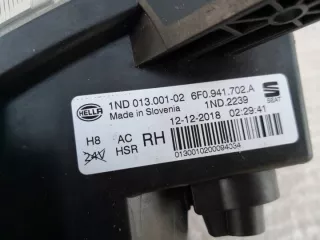 HELLA 1ND 013.001-02 6F0.941.702.A
Made in Slovenia 1ND.2239 SEAT
12-12-2018 02:29:41
H8 AC RH
24V HSR
0130010200094034